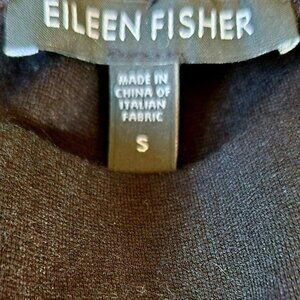 EILEEN FISHER
MADE IN
CHINA OF
ITALIAN
FABRIC
S